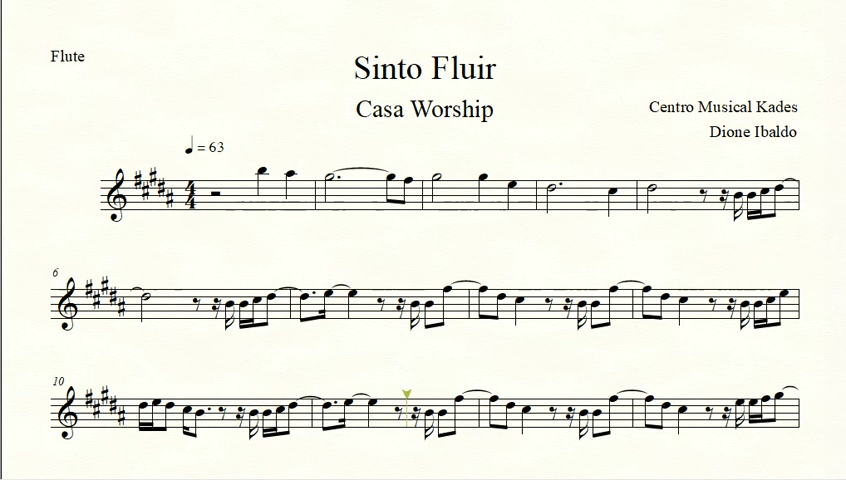 Flute
Sinto Fluir
Casa Worship
Centro Musical Kades
Dione Ibaldo
= 63
4
4
6
10